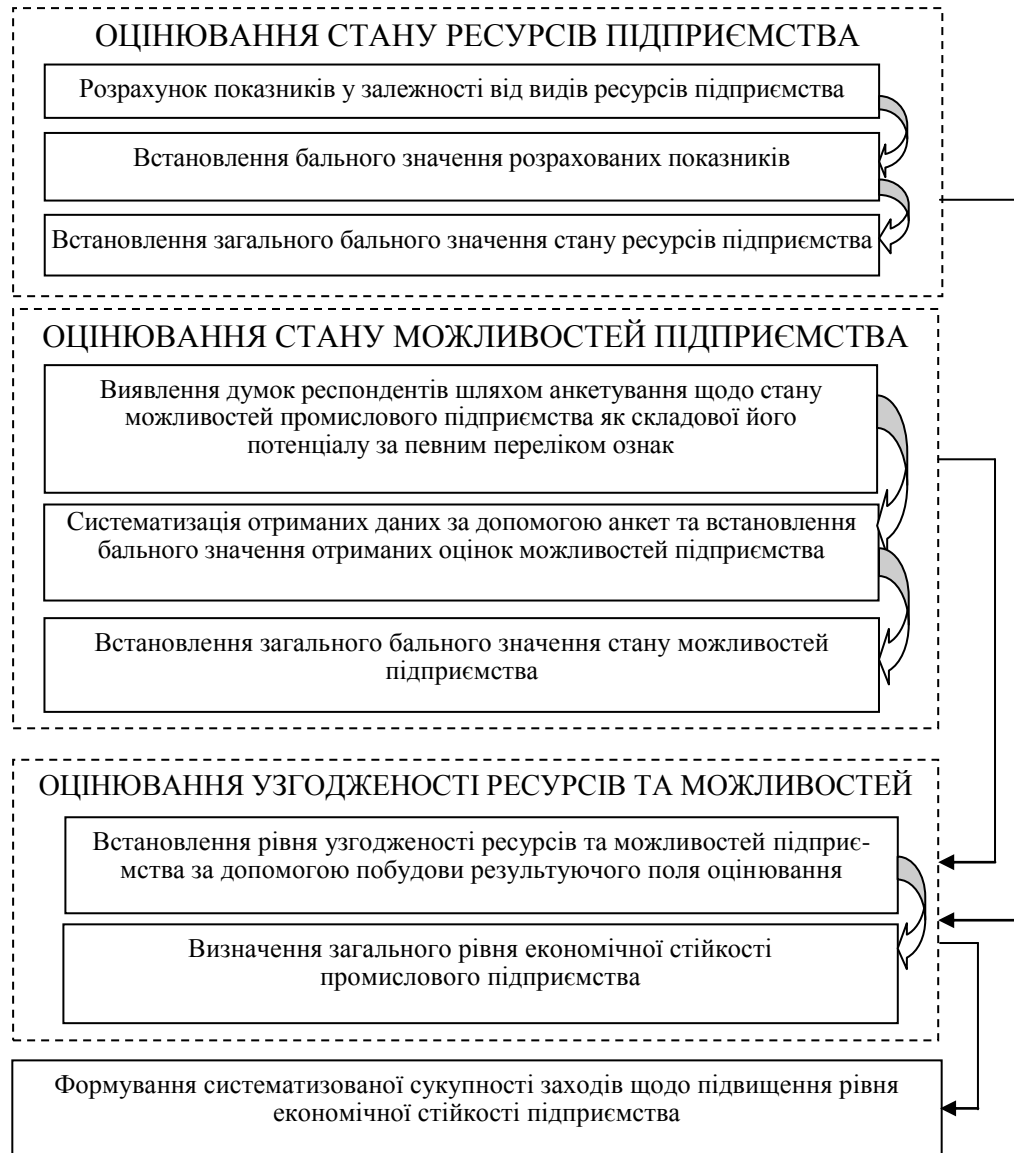 ОЦІНЮВАННЯ СТАНУ РЕСУРСІВ ПІДПРИЄМСТВА
Розрахунок показників у залежності від видів ресурсів підприємства
Встановлення бального значення розрахованих показників
Встановлення загального бального значення стану ресурсів підприємства
ОЦІНЮВАННЯ СТАНУ МОЖЛИВОСТЕЙ ПІДПРИЄМСТВА
Виявлення думок респондентів шляхом анкетування щодо стану
можливостей промислового підприємства як складової його
потенціалу за певним переліком ознак
Систематизація отриманих даних за допомогою анкет та встановлення
бального значення отриманих оцінок можливостей підприємства
Встановлення загального бального значення стану можливостей
підприємства
ОЦІНЮВАННЯ УЗГОДЖЕНОСТІ РЕСУРСІВ ТА МОЖЛИВОСТЕЙ
Встановлення рівня узгодженості ресурсів та можливостей підприє-
мства за допомогою побудови результуючого поля оцінювання
Визначення загального рівня економічної стійкості
промислового підприємства
Формування систематизованої сукупності заходів щодо підвищення рівня
економічної стійкості підприємства